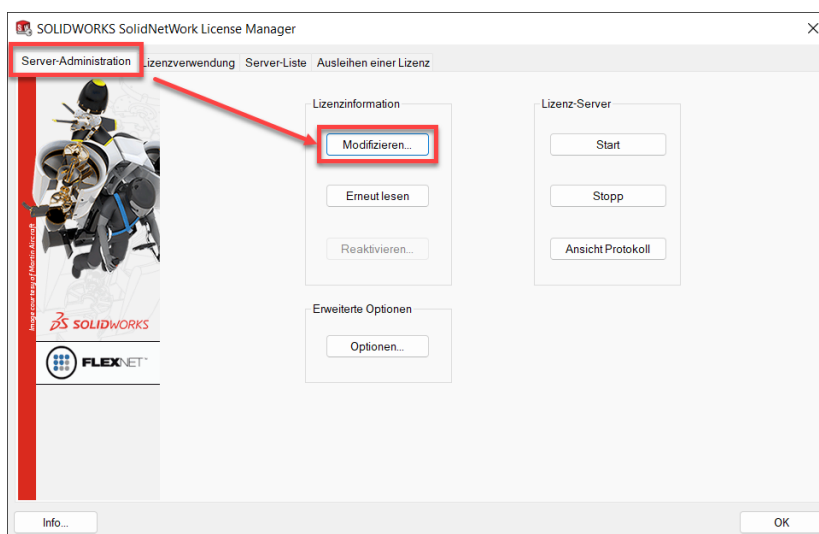 SOLIDWORKS SolidNetWork License Manager
Server-Administration Lizenzverwendung Server-Liste Ausleihen einer Lizenz
Lizenzinformation
Modifizieren...
Erneut lesen
Reaktivieren...
Lizenz-Server
Start
Stopp
Ansicht Protokoll
Erweiterte Optionen
Optionen...
Image courtesy of Martin Aircraft
SOLIDWORKS
FLEXNET
Info...
OK